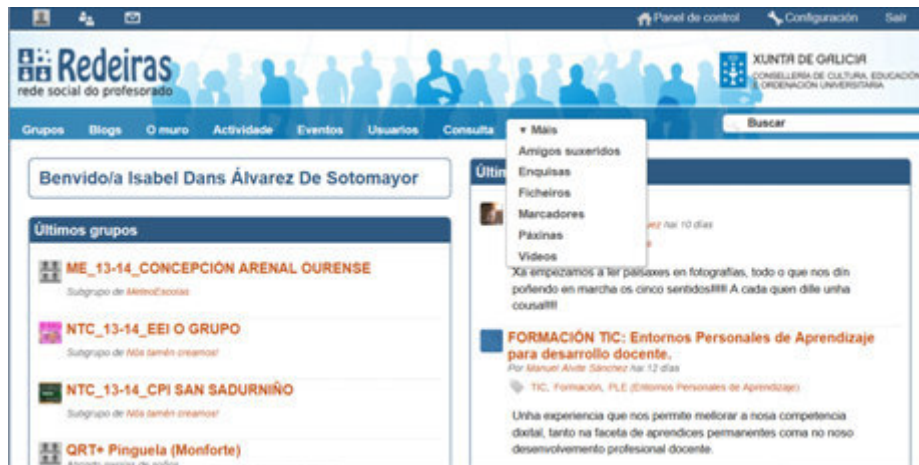 Panel de control Configuración Sair
Redeiras
rede social do profesorado
XUNTA DE GALICIA
CONSELLERÍA DE CULTURA, EDUCACIÓN
E ORDENACIÓN UNIVERSITARIA
Grupos Blogs O muro Actividade Eventos Usuarios Consulta ▼ Máis Buscar
Amigos suxeridos
Enquisas
Ficheiros
Marcadores
Páxinas
Vídeos
Benvido/a Isabel Dans Álvarez De Sotomayor
Últimos grupos
ME_13-14_CONCEPCIÓN ARENAL OURENSE
Subgrupo de MeteoEscolas
NTC_13-14_EEI O GRUPO
Subgrupo de Nós tamén creamos!
NTC_13-14_CPI SAN SADURNIÑO
Subgrupo de Nós tamén creamos!
QRT+ Pinguela (Monforte)
Últim
hai 10 días
Xa empezamos a ler paisaxes en fotografías, todo o que nos din
poñendo en marcha os cinco sentidos!!!!! A cada quen dille unha
cousa!!!!
FORMACIÓN TIC: Entornos Personales de Aprendizaje
para desarrollo docente.
Por Manuel Alvite Sánchez hai 12 días
TIC, Formación, PLE (Entornos Personales de Aprendizaje)
Unha experiencia que nos permite mellorar a nosa competencia
dixital, tanto na faceta de aprendices permanentes coma no noso
desenvolvemento profesional docente.